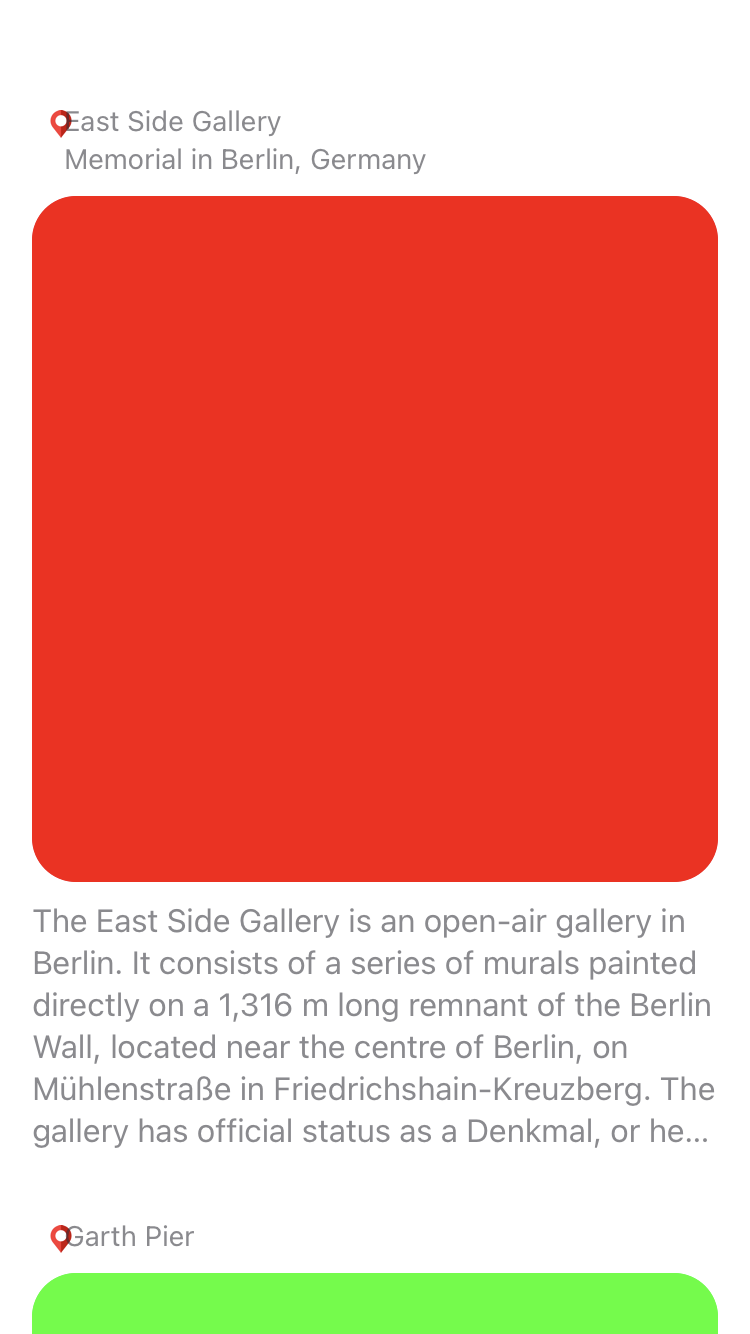 East Side Gallery
Memorial in Berlin, Germany
The East Side Gallery is an open-air gallery in
Berlin. It consists of a series of murals painted
directly on a 1,316 m long remnant of the Berlin
Wall, located near the centre of Berlin, on
Mühlenstraße in Friedrichshain-Kreuzberg. The
gallery has official status as a Denkmal, or he...
Garth Pier